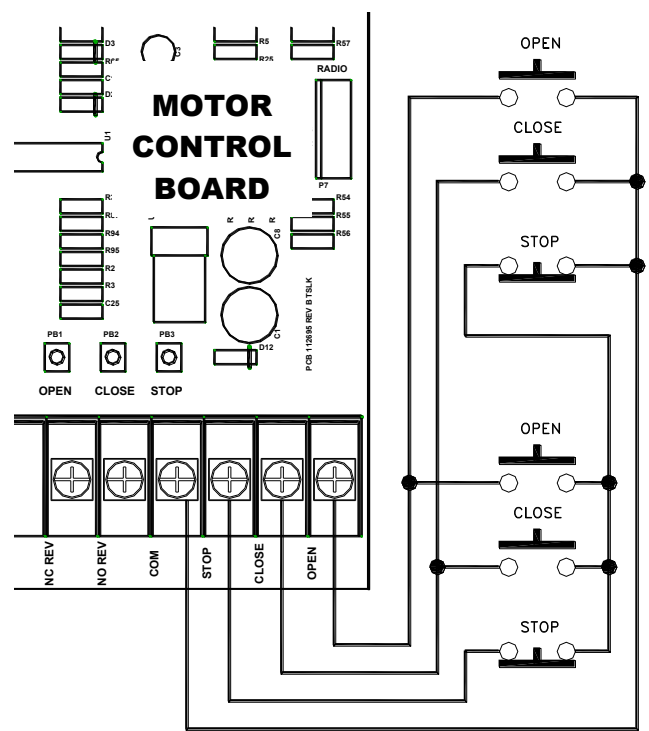 D3
C3
R5
R57
R25
RADIO
MOTOR
CONTROL
BOARD
U1
P7
R54
R55
R56
R94
R95
R2
R3
C25
C8
C1
D12
PCB 112695 REV B TSLK
PB1
PB2
PB3
OPEN
CLOSE
STOP
NC REV
NO REV
COM
STOP
CLOSE
OPEN
OPEN
CLOSE
STOP
OPEN
CLOSE
STOP